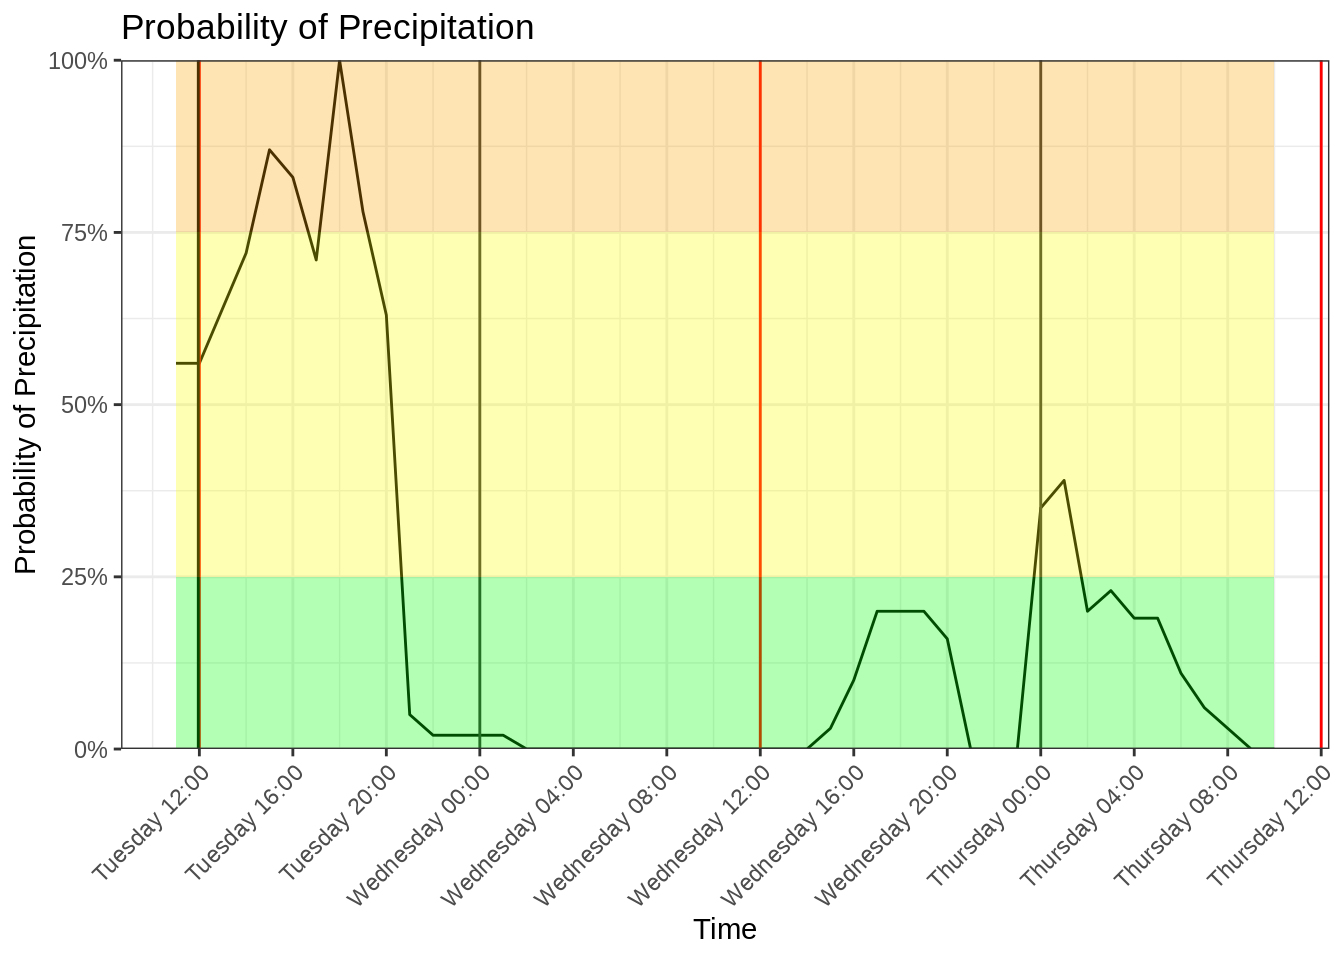 Probability of Precipitation
Probability of Precipitation
100%
75%
50%
25%
0%
Tuesday 12:00
Tuesday 16:00
Tuesday 20:00
Wednesday 00:00
Wednesday 04:00
Wednesday 08:00
Wednesday 12:00
Wednesday 16:00
Wednesday 20:00
Thursday 00:00
Thursday 04:00
Thursday 08:00
Thursday 12:00
Time